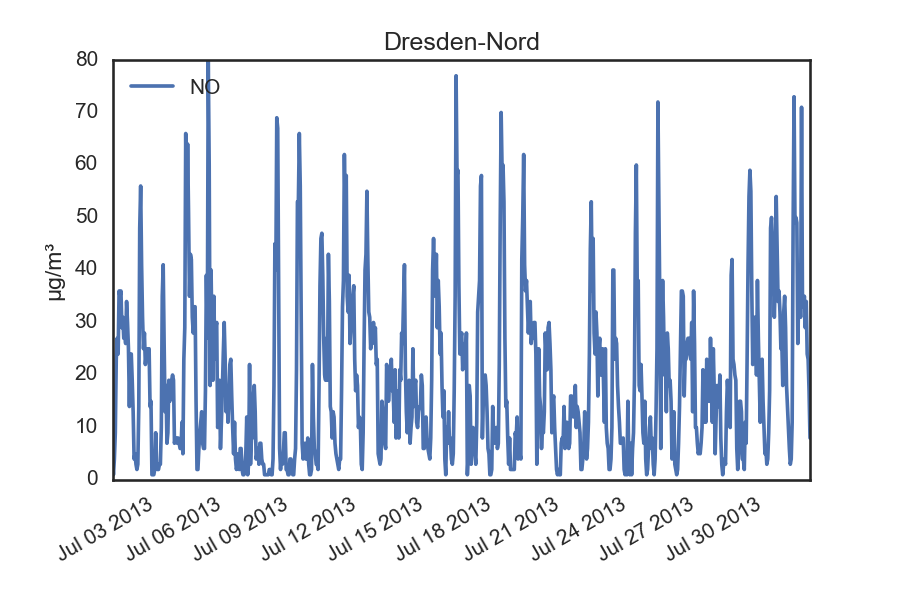 Dresden-Nord
µg/m³
80
70
60
50
40
30
20
10
0
NO
Jul 03 2013
Jul 06 2013
Jul 09 2013
Jul 12 2013
Jul 15 2013
Jul 18 2013
Jul 21 2013
Jul 24 2013
Jul 27 2013
Jul 30 2013